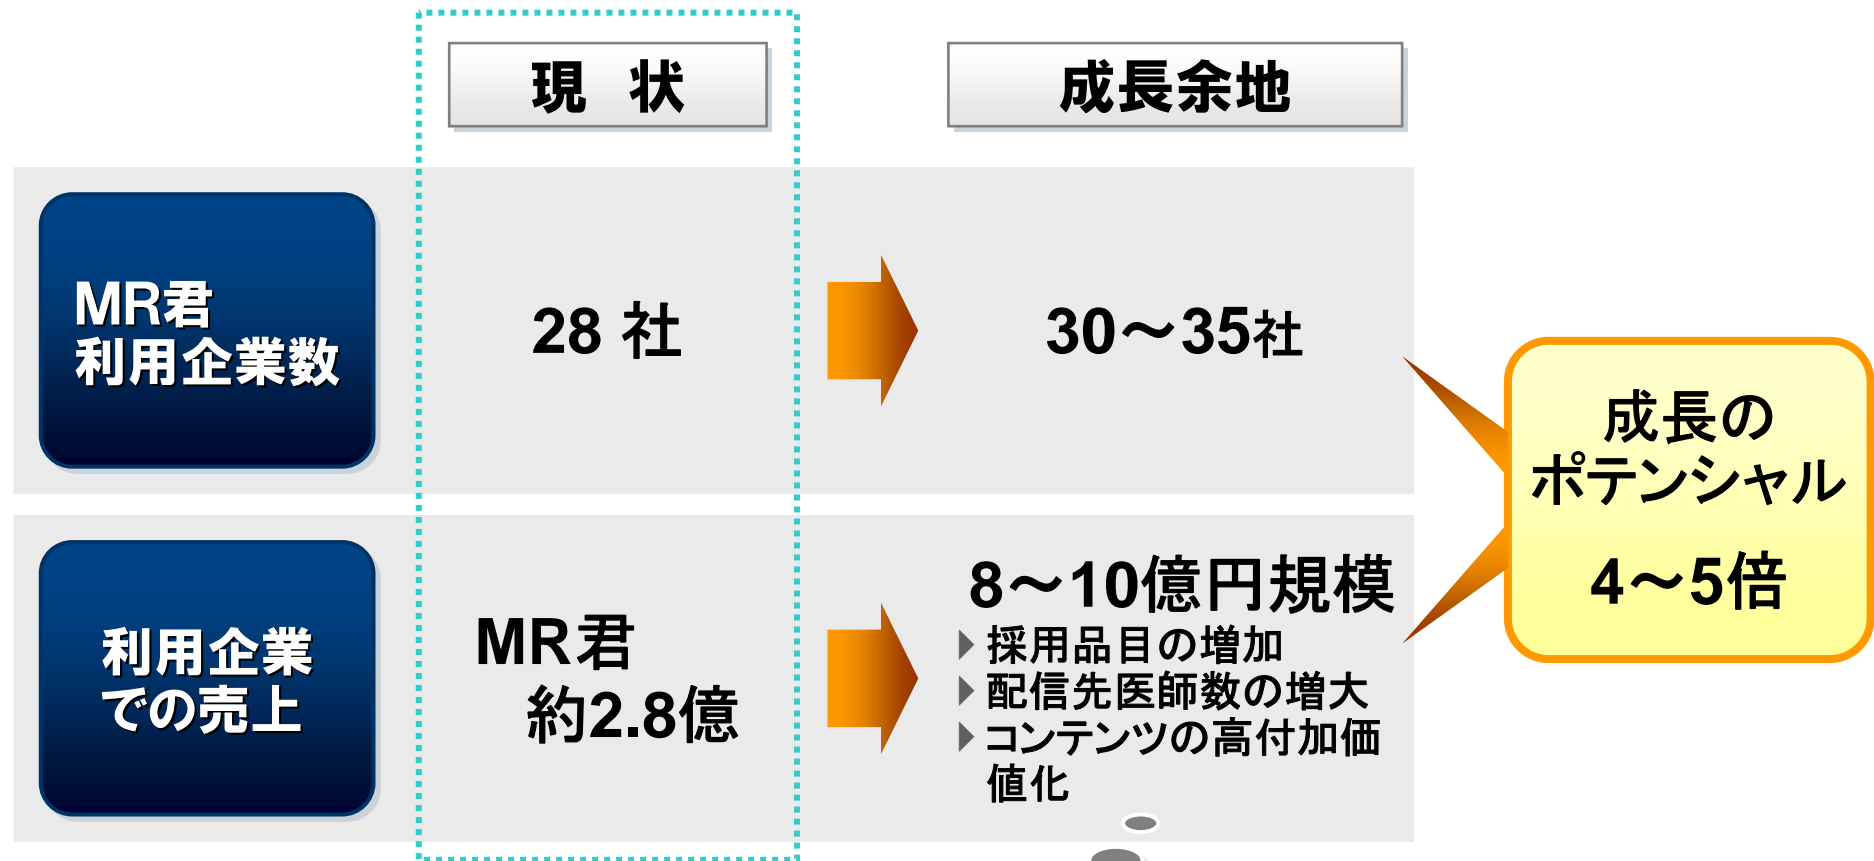 現　状
成長余地
MR君
利用企業数
28 社
30～35社
利用企業
での売上
MR君
約2.8億
8～10億円規模
採用品目の増加
配信先医師数の増大
コンテンツの高付加価
値化
成長の
ポテンシャル
4～5倍